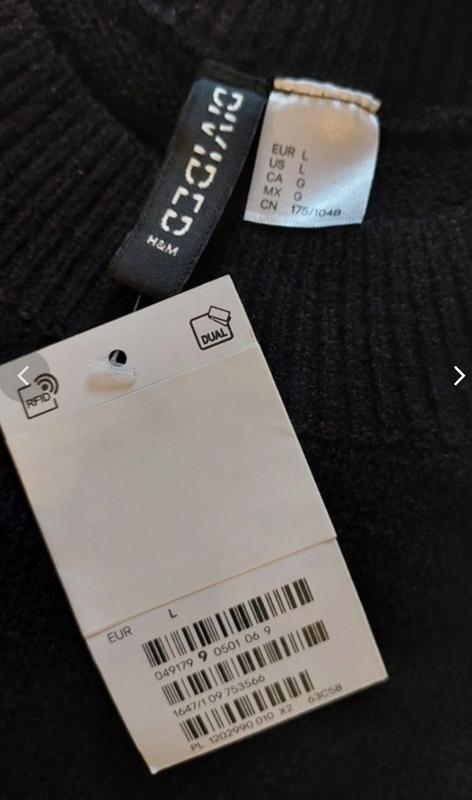 DIVIDED
H&M
EUR L
US L
CA G
MX G
CN 175/104B
DUAL
RFID
EUR L
049179 9 0501 06 9
1647/1 09 753566
PL 1202990 010 X2 63C58